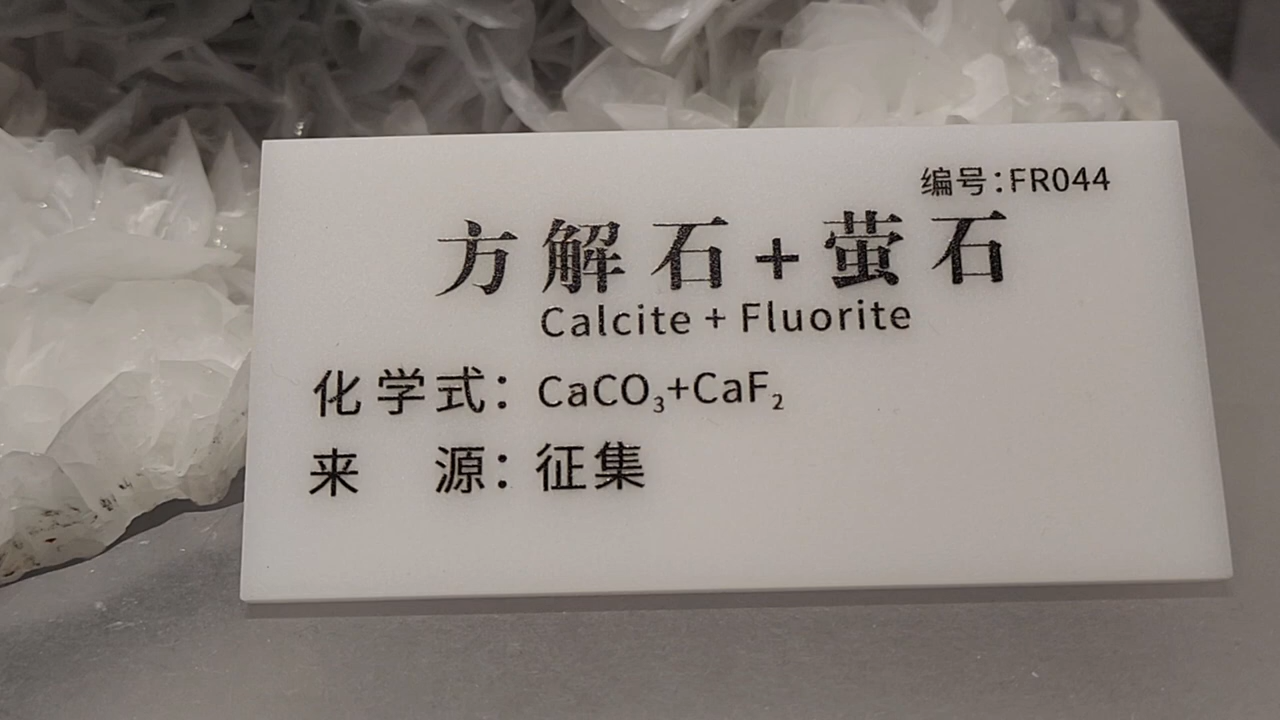 编号:FR044
方解石+萤石
Calcite + Fluorite
化学式: CaCO₃+CaF₂
来 源: 征集